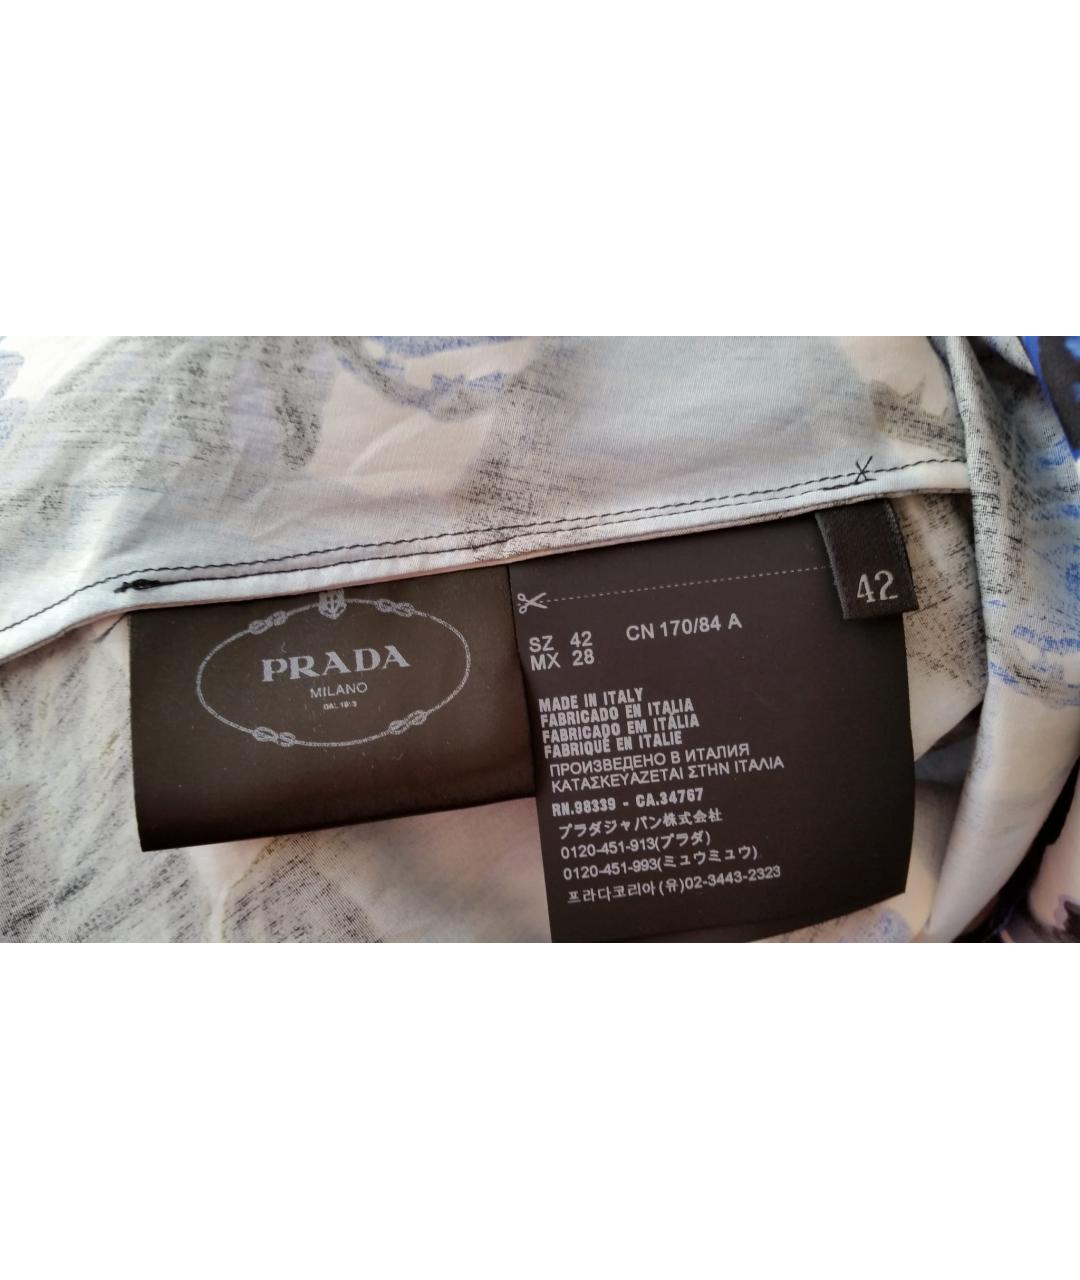 PRADA
MILANO
DAL 1913
42
SZ 42 CN 170/84 A
MX 28
MADE IN ITALY
FABRICADO EN ITALIA
FABRICADO EM ITÁLIA
FABRIQUÉ EN ITALIE
ПРОИЗВЕДЕНО В ИТАЛИЯ
ΚΑΤΑΣΚΕΥΑΖΕΤΑΙ ΣΤΗΝ ΙΤΑΛΙΑ
RN.98339 - CA.34767
プラダジャパン株式会社
0120-451-913(プラダ)
0120-451-993(ミュウミュウ)
프라다코리아(유)02-3443-2323